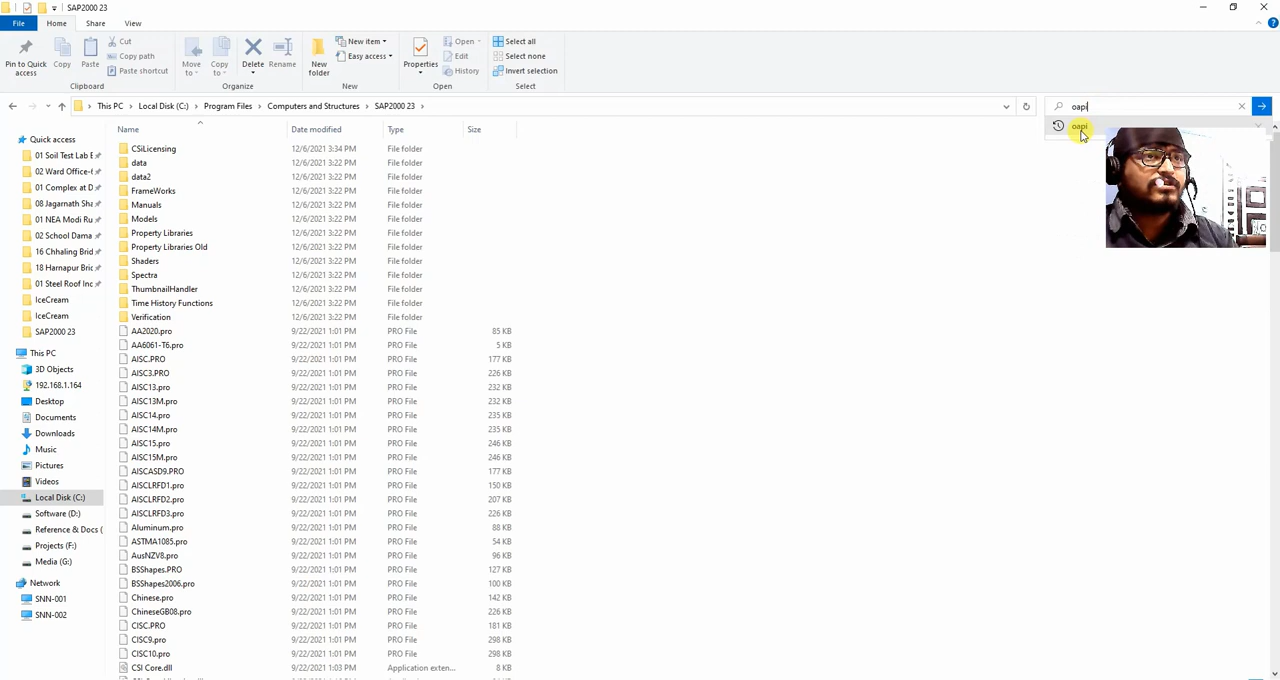 SAP2000 23
File Home Share View
Pin to Quick access
Copy
Paste
Cut
Copy path
Paste shortcut
Clipboard
Move to
Copy to
Delete
Rename
Organize
New folder
New item
Easy access
New
Properties
Open
Edit
History
Open
Select all
Select none
Invert selection
Select
This PC > Local Disk (C:) > Program Files > Computers and Structures > SAP2000 23 >
oapi
oapi
Name Date modified Type Size
Quick access
01 Soil Test Lab E
02 Ward Office-
01 Complex at D
08 Jagarnath Sha
01 NEA Modi Ru
02 School Dama
16 Chhaling Brid
18 Harnapur Bric
01 Steel Roof Inc
IceCream
IceCream
SAP2000 23
This PC
3D Objects
192.168.1.164
Desktop
Documents
Downloads
Music
Pictures
Videos
Local Disk (C:)
Software (D:)
Reference & Docs (
Projects (F:)
Media (G:)
Network
SNN-001
SNN-002
CSiLicensing 12/6/2021 3:34 PM File folder
data 12/6/2021 3:22 PM File folder
data2 12/6/2021 3:22 PM File folder
FrameWorks 12/6/2021 3:22 PM File folder
Manuals 12/6/2021 3:22 PM File folder
Models 12/6/2021 3:22 PM File folder
Property Libraries 12/6/2021 3:22 PM File folder
Property Libraries Old 12/6/2021 3:22 PM File folder
Shaders 12/6/2021 3:22 PM File folder
Spectra 12/6/2021 3:22 PM File folder
ThumbnailHandler 12/6/2021 3:22 PM File folder
Time History Functions 12/6/2021 3:22 PM File folder
Verification 12/6/2021 3:22 PM File folder
AA2020.pro 9/22/2021 1:01 PM PRO File 85 KB
AA6061-T6.pro 9/22/2021 1:01 PM PRO File 5 KB
AISC.PRO 9/22/2021 1:01 PM PRO File 177 KB
AISC3.PRO 9/22/2021 1:01 PM PRO File 226 KB
AISC13.pro 9/22/2021 1:01 PM PRO File 232 KB
AISC13M.pro 9/22/2021 1:01 PM PRO File 232 KB
AISC14.pro 9/22/2021 1:01 PM PRO File 235 KB
AISC14M.pro 9/22/2021 1:01 PM PRO File 235 KB
AISC15.pro 9/22/2021 1:01 PM PRO File 246 KB
AISC15M.pro 9/22/2021 1:01 PM PRO File 246 KB
AISCASD9.PRO 9/22/2021 1:01 PM PRO File 177 KB
AISCLRFD1.pro 9/22/2021 1:01 PM PRO File 150 KB
AISCLRFD2.pro 9/22/2021 1:01 PM PRO File 207 KB
AISCLRFD3.pro 9/22/2021 1:01 PM PRO File 226 KB
Aluminum.pro 9/22/2021 1:01 PM PRO File 88 KB
ASTMA1085.pro 9/22/2021 1:01 PM PRO File 54 KB
AusNZV8.pro 9/22/2021 1:01 PM PRO File 96 KB
BSShapes.PRO 9/22/2021 1:01 PM PRO File 127 KB
BSShapes2006.pro 9/22/2021 1:01 PM PRO File 100 KB
Chinese.pro 9/22/2021 1:01 PM PRO File 142 KB
ChineseGB08.pro 9/22/2021 1:01 PM PRO File 226 KB
CISC.PRO 9/22/2021 1:01 PM PRO File 181 KB
CISC9.pro 9/22/2021 1:01 PM PRO File 298 KB
CISC10.pro 9/22/2021 1:01 PM PRO File 298 KB
CSI Core.dll 9/22/2021 1:03 PM Application exten... 8 KB